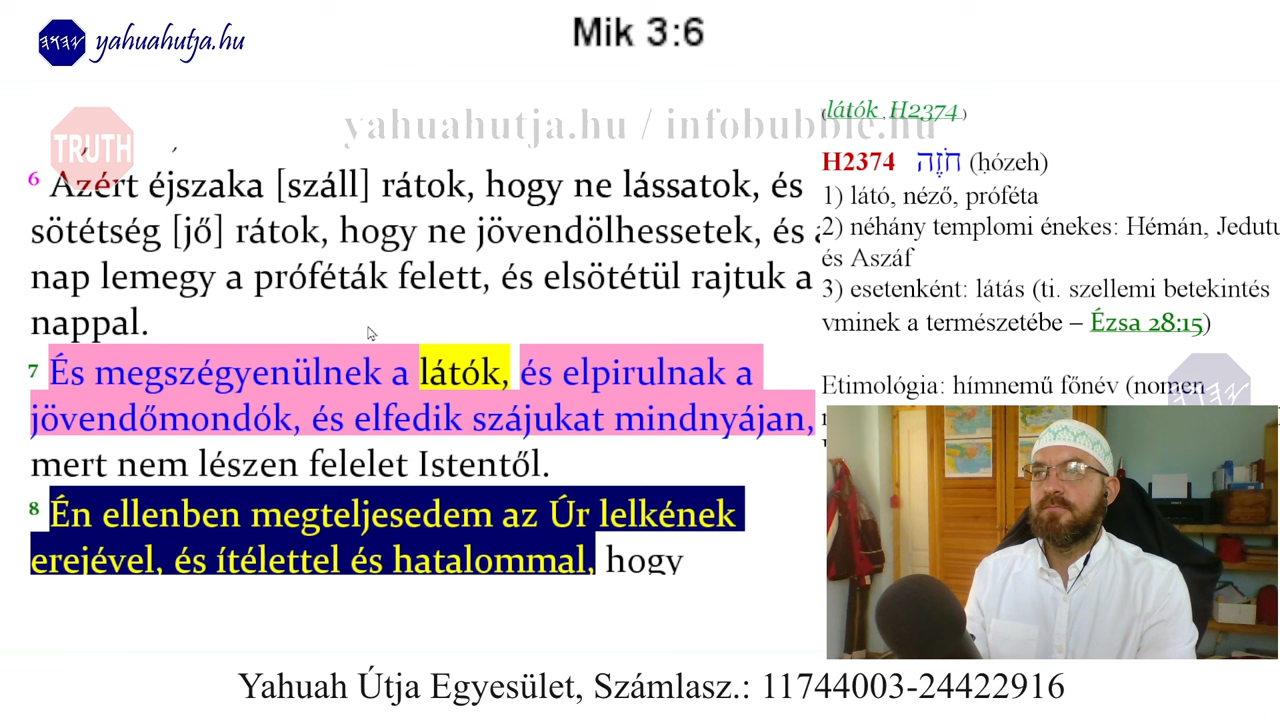 yahuahutja.hu
Mik 3:6
yahuahutja.hu / infobubble.hu
TRUTH
6 Azért éjszaka [száll] rátok, hogy ne lássatok, és
sötétség [jő] rátok, hogy ne jövendölhessetek, és a
nap lemegy a próféták felett, és elsötétül rajtuk a
nappal.
7 És megszégyenülnek a látók, és elpirulnak a
jövendőmondók, és elfedik szájukat mindnyájan,
mert nem lészen felelet Istentől.
8 Én ellenben megteljesedem az Úr lelkének
erejével, és ítélettel és hatalommal, hogy
(látók , H2374 )
H2374 חֹזֶה (ḥózeh)
1) látó, néző, próféta
2) néhány templomi énekes: Hémán, Jedutu
és Aszáf
3) esetenként: látás (ti. szellemi betekintés
vminek a természetébe – Ézsa 28:15)
Etimológia: hímnemű főnév (nomen
Yahuah Útja Egyesület, Számlasz.: 11744003-24422916